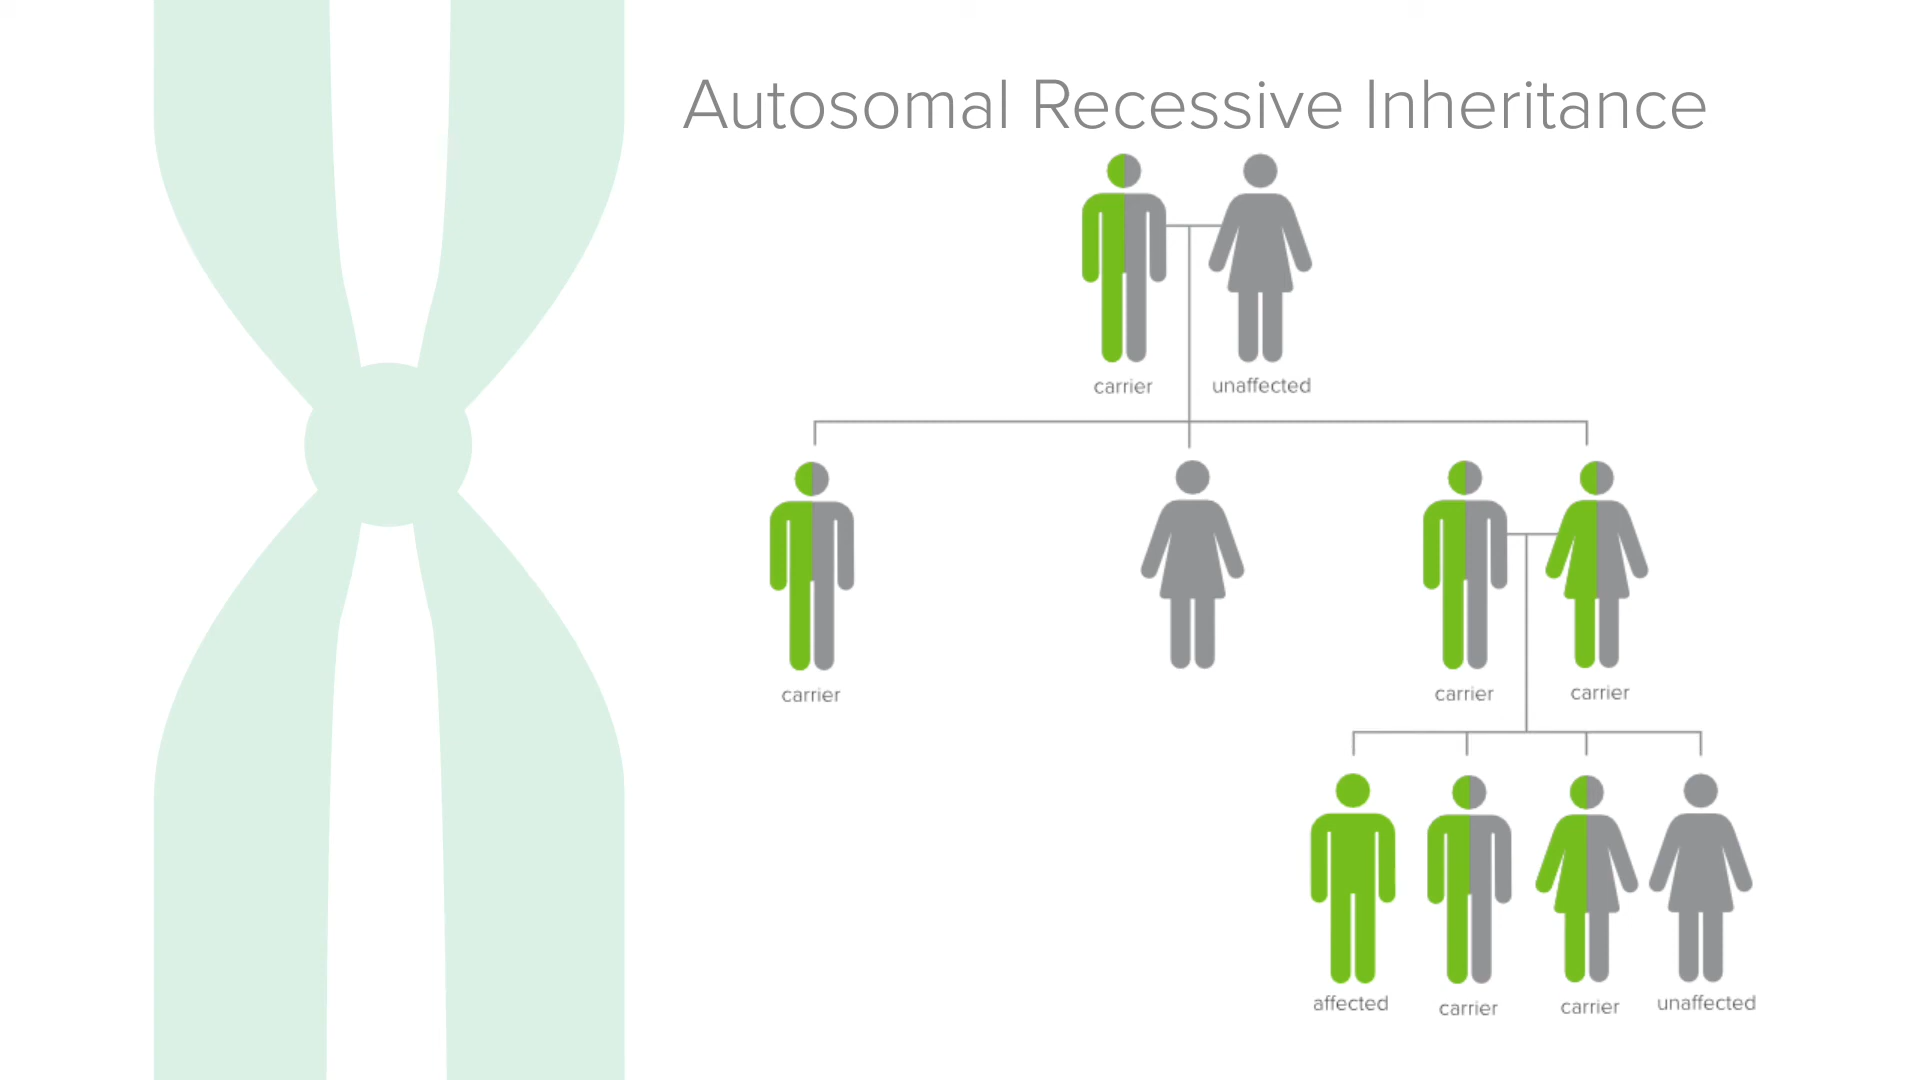 Autosomal Recessive Inheritance
carrier
unaffected
carrier
carrier
carrier
affected
carrier
carrier
unaffected